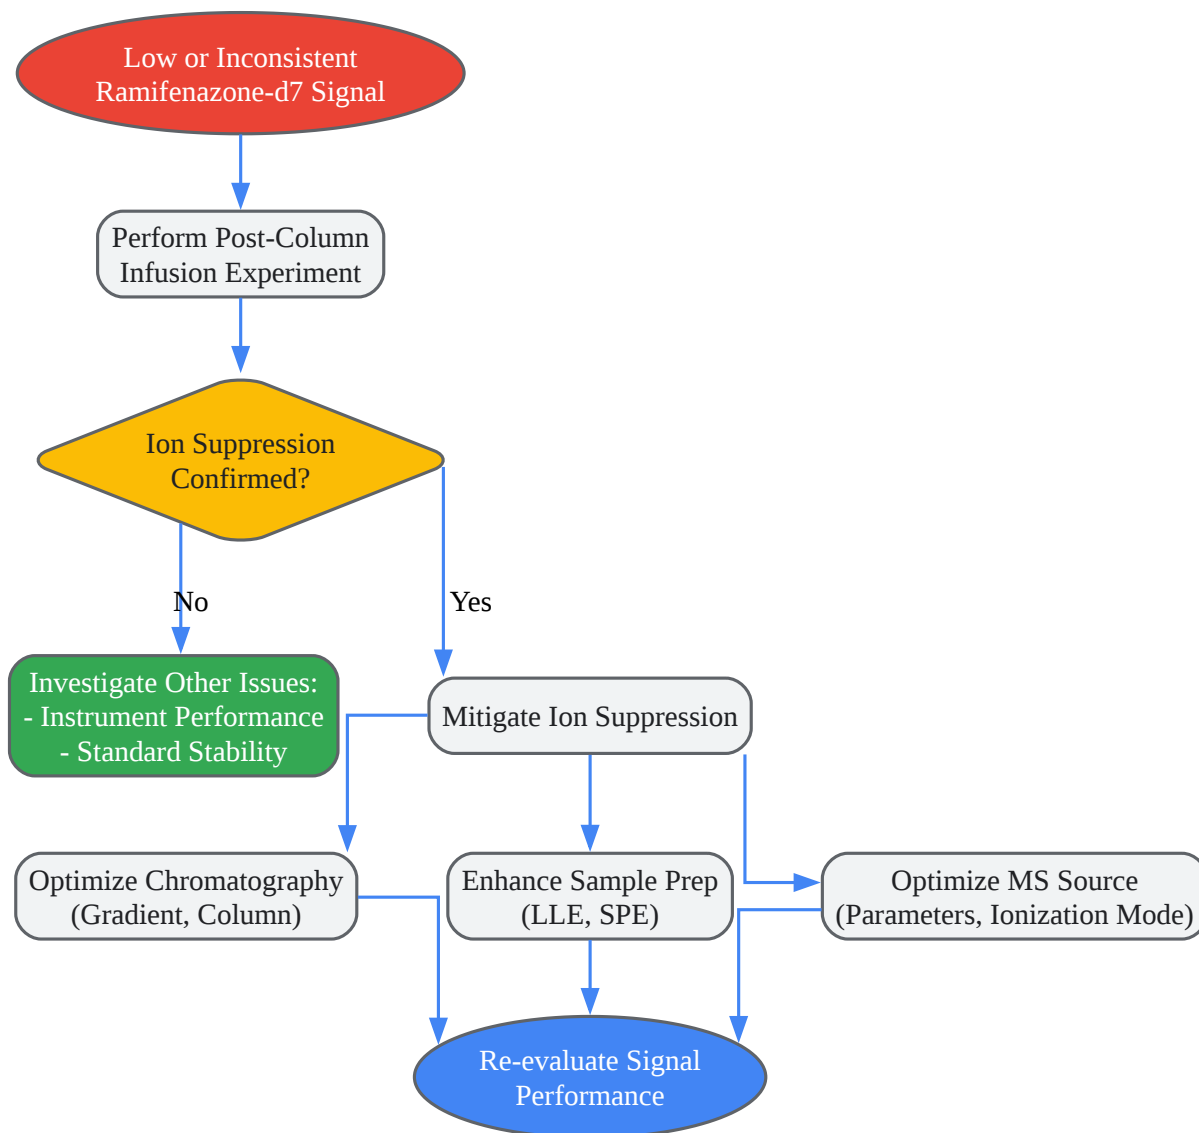 Low or Inconsistent
Ramifenazone-d7 Signal
Perform Post-Column
Infusion Experiment
Ion Suppression
Confirmed?
No
Yes
Investigate Other Issues:
- Instrument Performance
- Standard Stability
Mitigate Ion Suppression
Optimize Chromatography
(Gradient, Column)
Enhance Sample Prep
(LLE, SPE)
Optimize MS Source
(Parameters, Ionization Mode)
Re-evaluate Signal
Performance